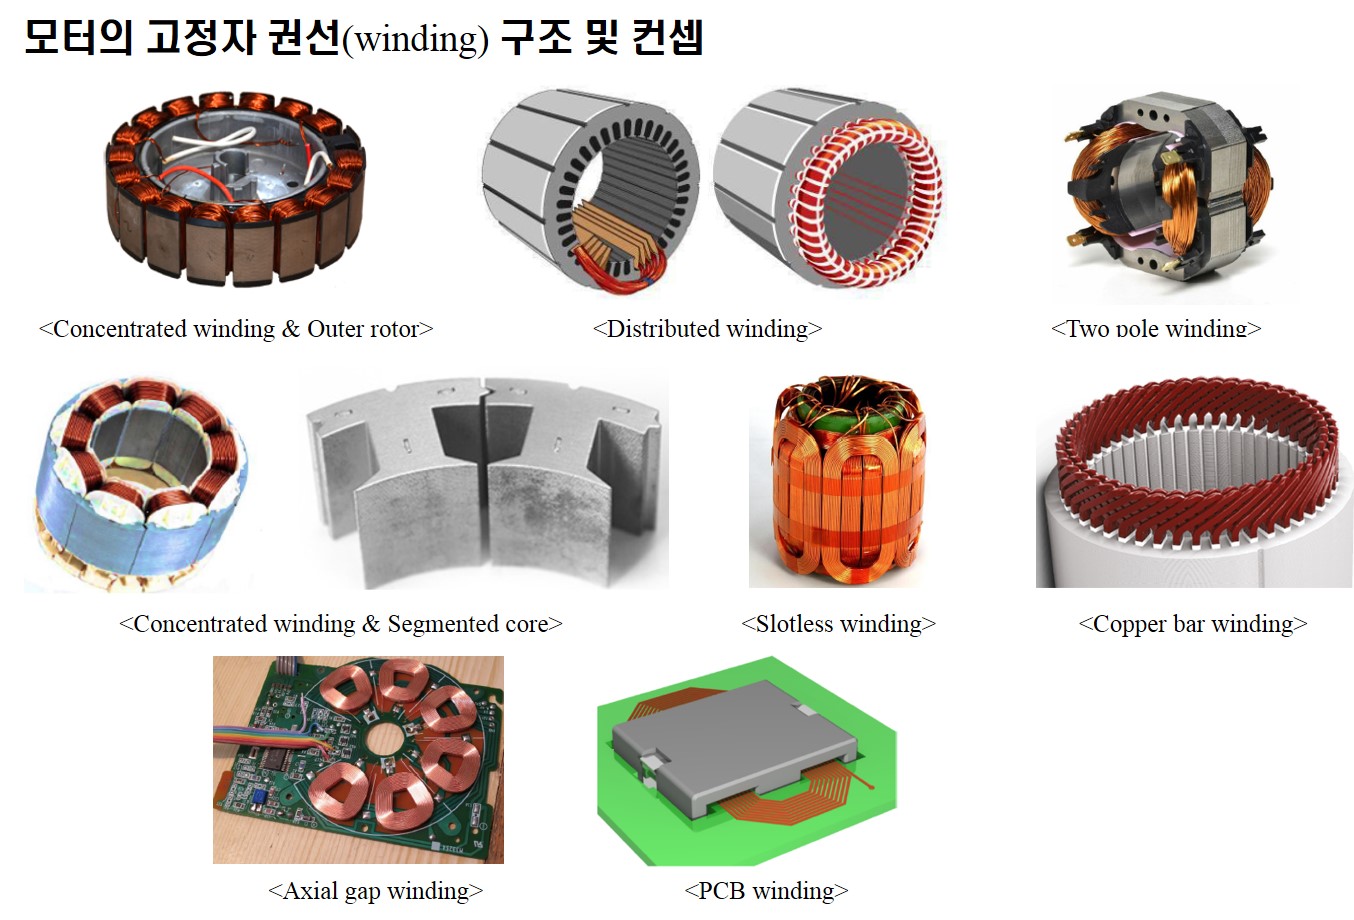 모터의 고정자 권선(winding) 구조 및 컨셉
<Concentrated winding & Outer rotor>
<Distributed winding>
<Two pole winding>
<Concentrated winding & Segmented core>
<Slotless winding>
<Copper bar winding>
<Axial gap winding>
<PCB winding>